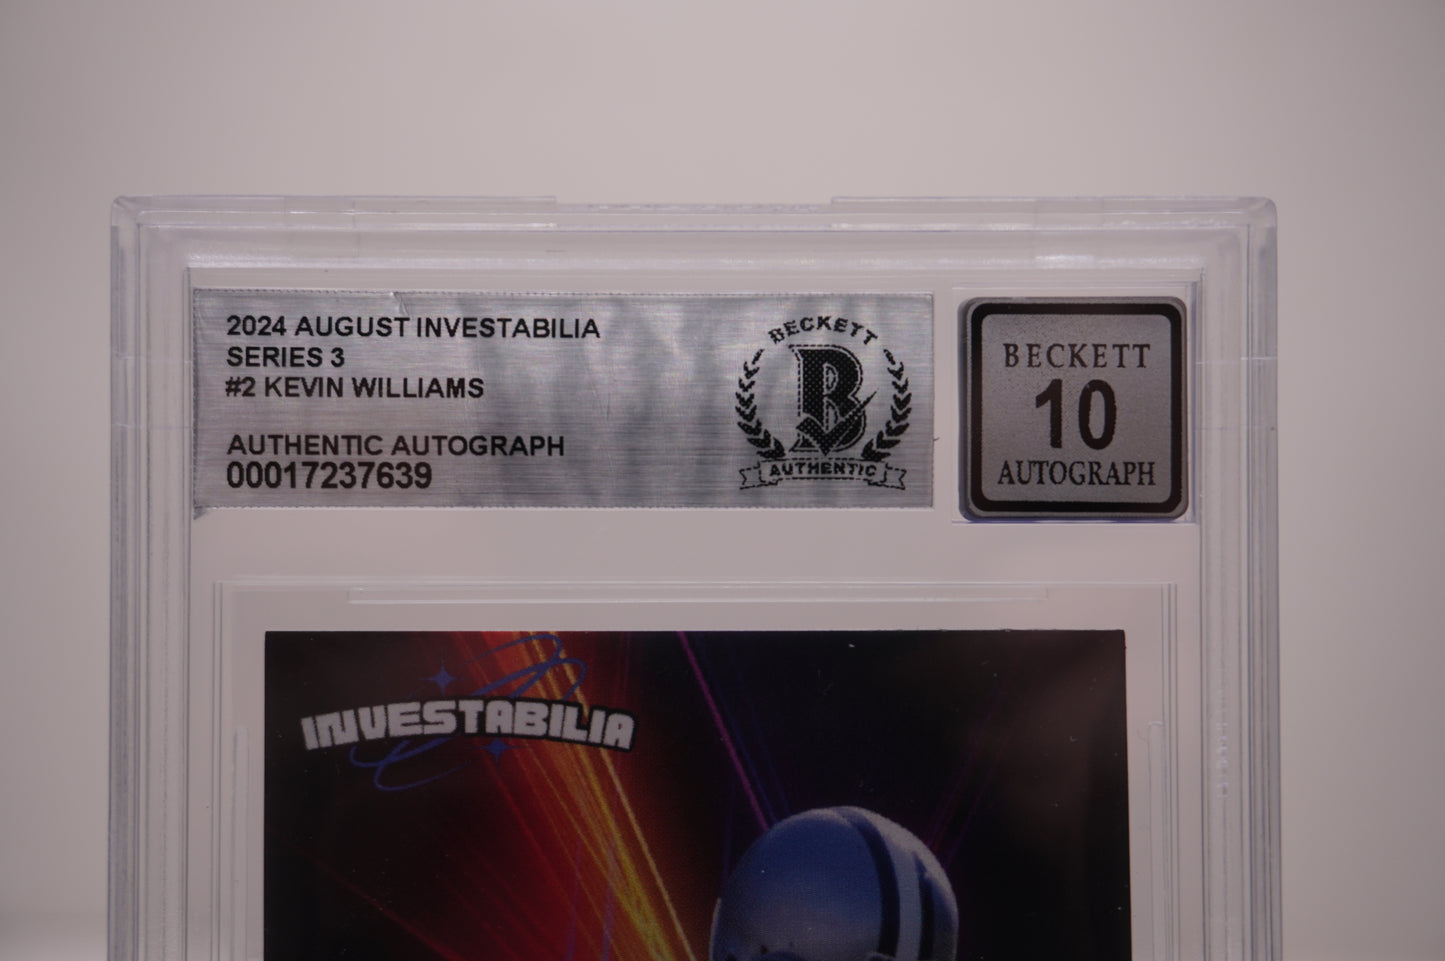 2024 AUGUST INVESTABILIA
SERIES 3
#2 KEVIN WILLIAMS
AUTHENTIC AUTOGRAPH
00017237639
BECKETT
B
AUTHENTIC
BECKETT
10
AUTOGRAPH
INVESTABILIA